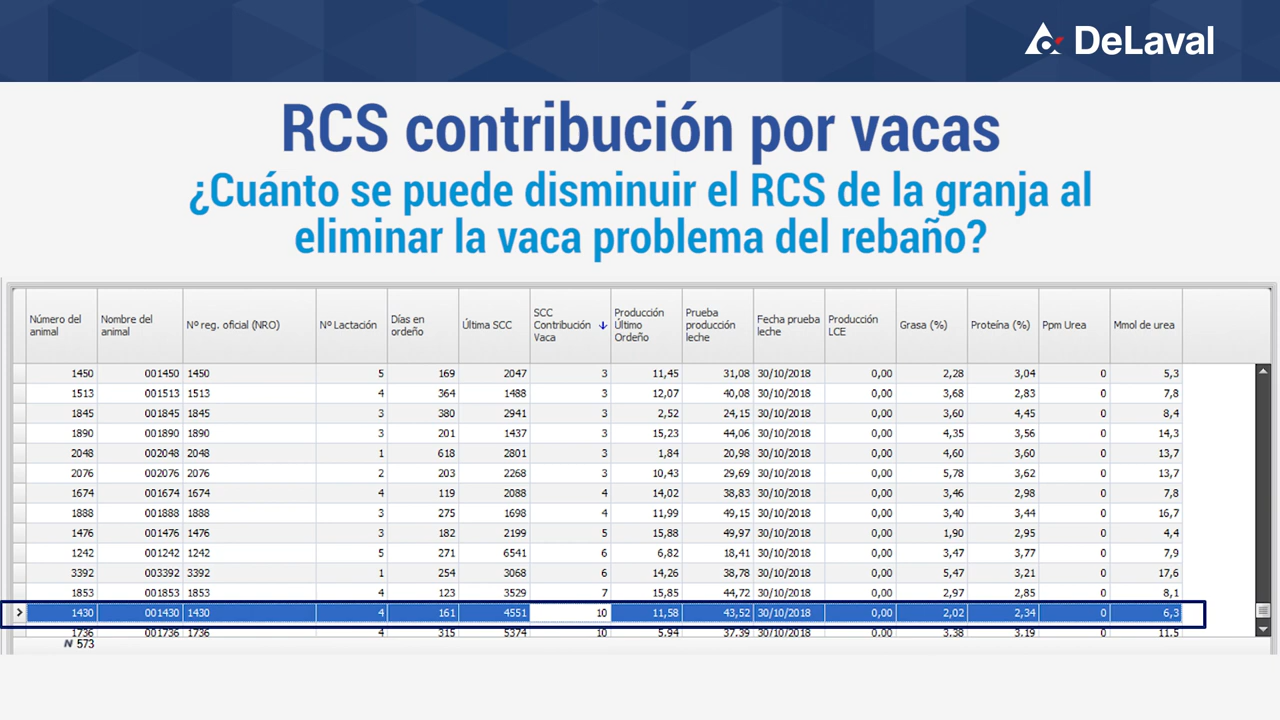 DeLaval
RCS contribución por vacas
¿Cuánto se puede disminuir el RCS de la granja al
eliminar la vaca problema del rebaño?
Número del animal Nombre del animal Nº reg. oficial (NRO) Nº Lactación Días en ordeño Última SCC SCC Contribución Vaca Producción Último Ordeño Prueba producción leche Fecha prueba leche Producción LCE Grasa (%) Proteína (%) Ppm Urea Mmol de urea
1450 001450 1450 5 169 2047 3 11,45 31,08 30/10/2018 0,00 2,28 3,04 0 5,3
1513 001513 1513 4 364 1488 3 12,07 40,08 30/10/2018 0,00 3,68 2,83 0 7,8
1845 001845 1845 3 380 2941 3 2,52 24,15 30/10/2018 0,00 3,60 4,45 0 8,4
1890 001890 1890 3 201 1437 3 15,23 44,06 30/10/2018 0,00 4,35 3,56 0 14,3
2048 002048 2048 1 618 2801 3 1,84 20,98 30/10/2018 0,00 4,60 3,60 0 13,7
2076 002076 2076 2 203 2268 3 10,43 29,69 30/10/2018 0,00 5,78 3,62 0 13,7
1674 001674 1674 4 119 2088 4 14,02 38,83 30/10/2018 0,00 3,46 2,98 0 7,8
1888 001888 1888 3 275 1698 4 11,99 49,15 30/10/2018 0,00 3,40 3,44 0 16,7
1476 001476 1476 3 182 2199 5 15,88 49,97 30/10/2018 0,00 1,90 2,95 0 4,4
1242 001242 1242 5 271 6541 6 6,82 18,41 30/10/2018 0,00 3,47 3,77 0 7,9
3392 003392 3392 1 254 3068 6 14,26 38,78 30/10/2018 0,00 5,47 3,21 0 17,6
1853 001853 1853 4 123 3529 7 15,85 44,72 30/10/2018 0,00 2,97 2,85 0 8,1
1430 001430 1430 4 161 4551 10 11,58 43,52 30/10/2018 0,00 2,02 2,34 0 6,3
1736 001736 1736 4 315 5374 10 5,94 37,39 30/10/2018 0,00 3,38 3,19 0 11,5
N 573